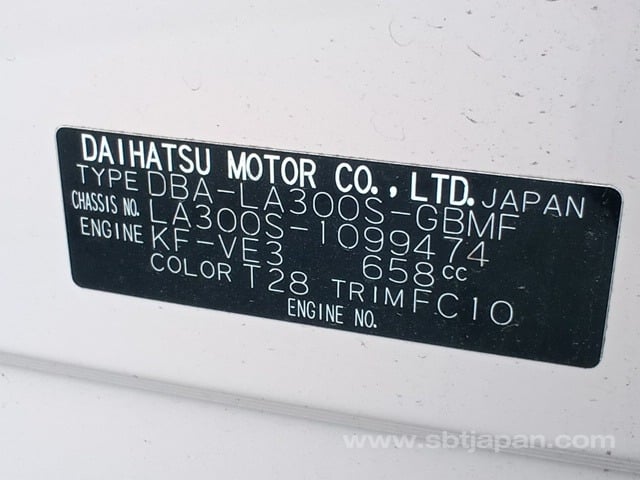 DAIHATSU MOTOR CO., LTD. JAPAN
TYPE DBA-LA300S-GBMF
CHASSIS NO. LA300S-1099474
ENGINE KF-VE3 658cc
COLOR T28 TRIM FC10
ENGINE NO.
www.sbtjapan.com